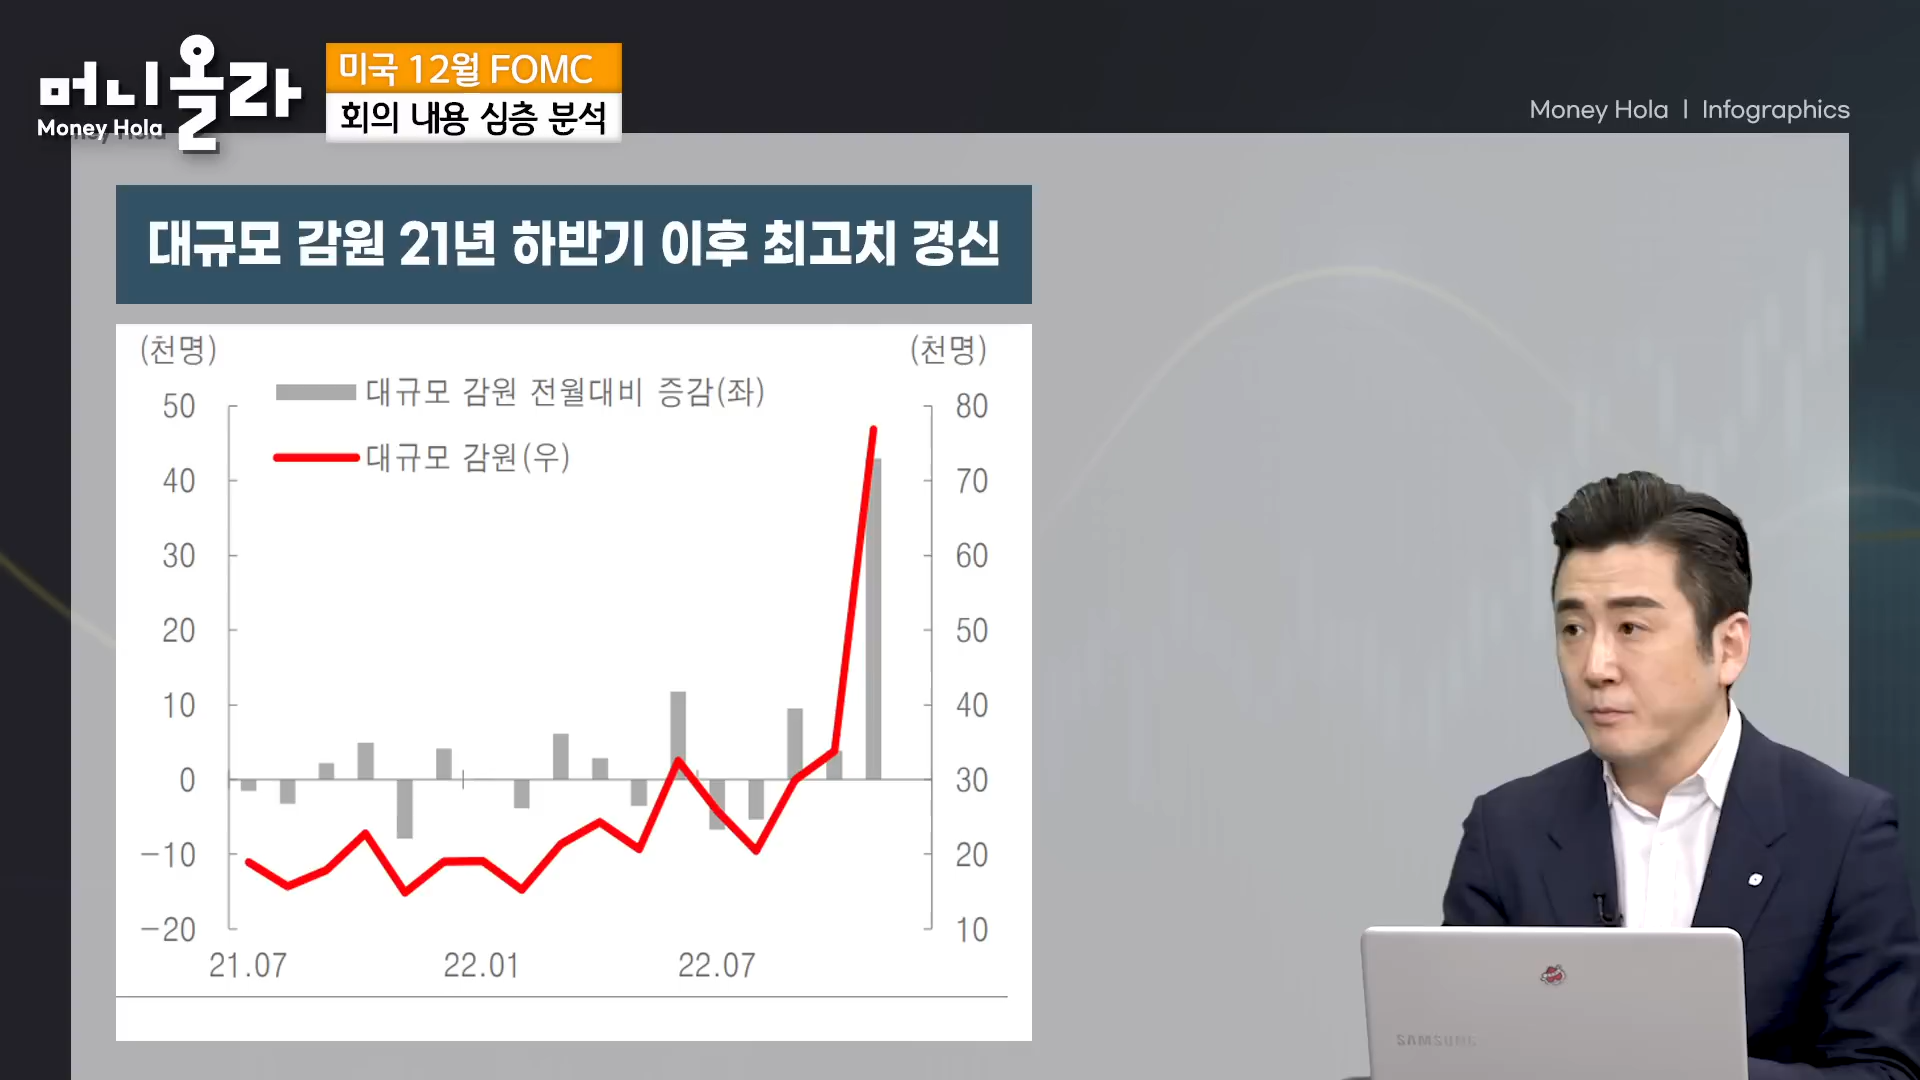 머니올라
Money Hola
미국 12월 FOMC
회의 내용 심층 분석
Money Hola | Infographics
대규모 감원 21년 하반기 이후 최고치 경신
(천명)
(천명)
대규모 감원 전월대비 증감(좌)
대규모 감원(우)
50
40
30
20
10
0
-10
-20
80
70
60
50
40
30
20
10
21.07
22.01
22.07
SAMSUNG